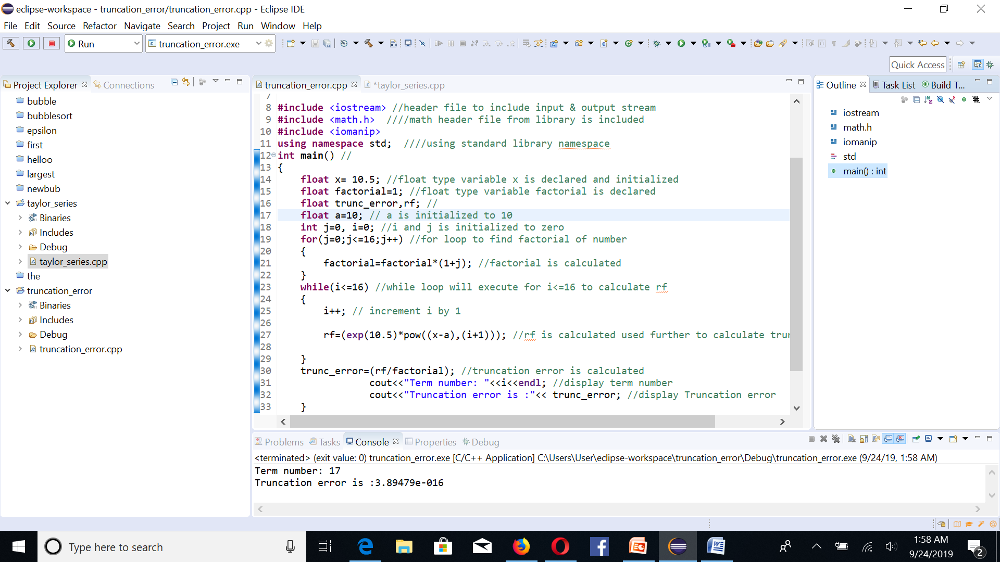 eclipse-workspace - truncation_error/truncation_error.cpp - Eclipse IDE
File Edit Source Refactor Navigate Search Project Run Window Help
Run truncation_error.exe
Quick Access
Project Explorer Connections
bubble
bubblesort
epsilon
first
helloo
largest
newbub
taylor_series
Binaries
Includes
Debug
taylor_series.cpp
the
truncation_error
Binaries
Includes
Debug
truncation_error.cpp
truncation_error.cpp *taylor_series.cpp
7
8 #include <iostream> //header file to include input & output stream
9 #include <math.h>  ////math header file from library is included
10 #include <iomanip>
11 using namespace std;  ////using standard library namespace
12 int main() //
13 {
14     float x= 10.5; //float type variable x is declared and initialized
15     float factorial=1; //float type variable factorial is declared
16     float trunc_error,rf; //
17     float a=10; // a is initialized to 10
18     int j=0, i=0; //i and j is initialized to zero
19     for(j=0;j<=16;j++) //for loop to find factorial of number
20     {
21         factorial=factorial*(1+j); //factorial is calculated
22     }
23     while(i<=16) //while loop will execute for i<=16 to calculate rf
24     {
25         i++; // increment i by 1
26
27         rf=(exp(10.5)*pow((x-a),(i+1))); //rf is calculated used further to calculate trun
28
29     }
30     trunc_error=(rf/factorial); //truncation error is calculated
31                 cout<<"Term number: "<<i<<endl; //display term number
32                 cout<<"Truncation error is :"<< trunc_error; //display Truncation error
33     }
Outline Task List Build T...
iostream
math.h
iomanip
std
main() : int
Problems Tasks Console Properties Debug
<terminated> (exit value: 0) truncation_error.exe [C/C++ Application] C:\Users\User\eclipse-workspace\truncation_error\Debug\truncation_error.exe (9/24/19, 1:58 AM)
Term number: 17
Truncation error is :3.89479e-016
Type here to search
1:58 AM
9/24/2019
2